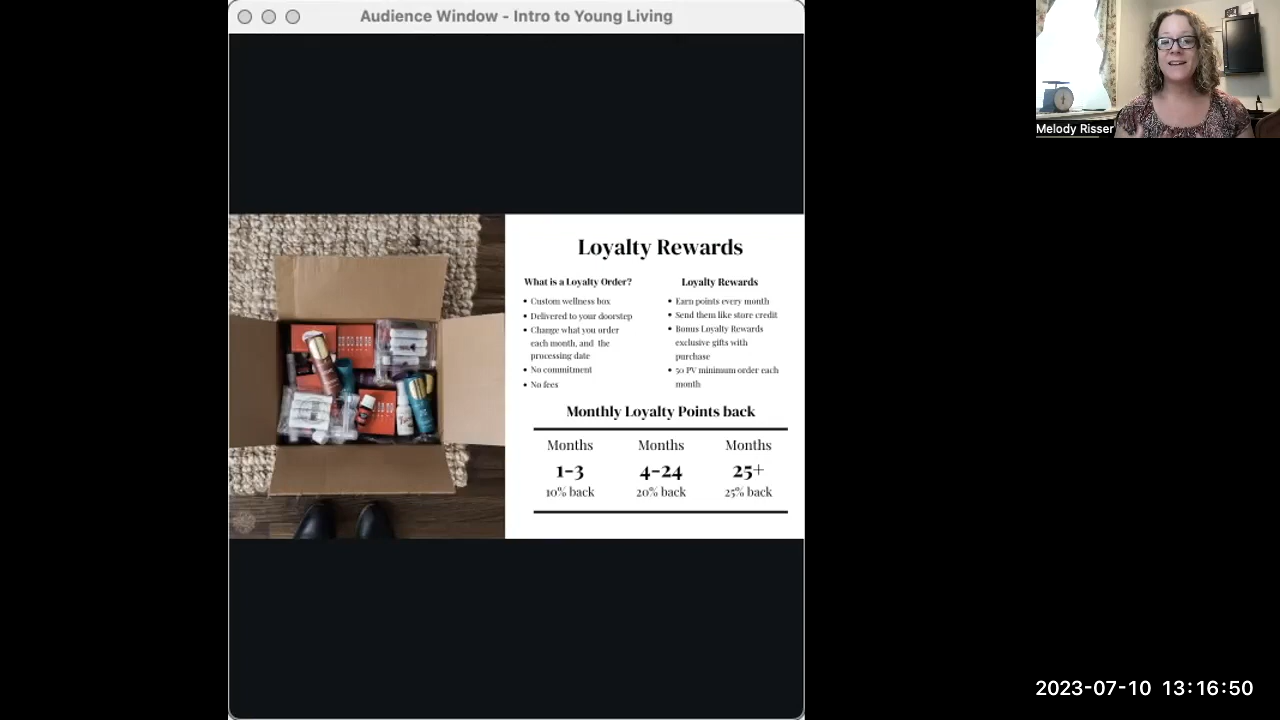 Audience Window - Intro to Young Living
Melody Risser
Loyalty Rewards
What is a Loyalty Order?
• Custom wellness box
• Delivered to your doorstep
• Change what you order
each month, and the
processing date
• No commitment
• No fees
Loyalty Rewards
• Earn points every month
• Send them like store credit
• Bonus Loyalty Rewards
exclusive gifts with
purchase
• 50 PV minimum order each
month
Monthly Loyalty Points back
Months Months Months
1-3 4-24 25+
10% back 20% back 25% back
2023-07-10 13:16:50